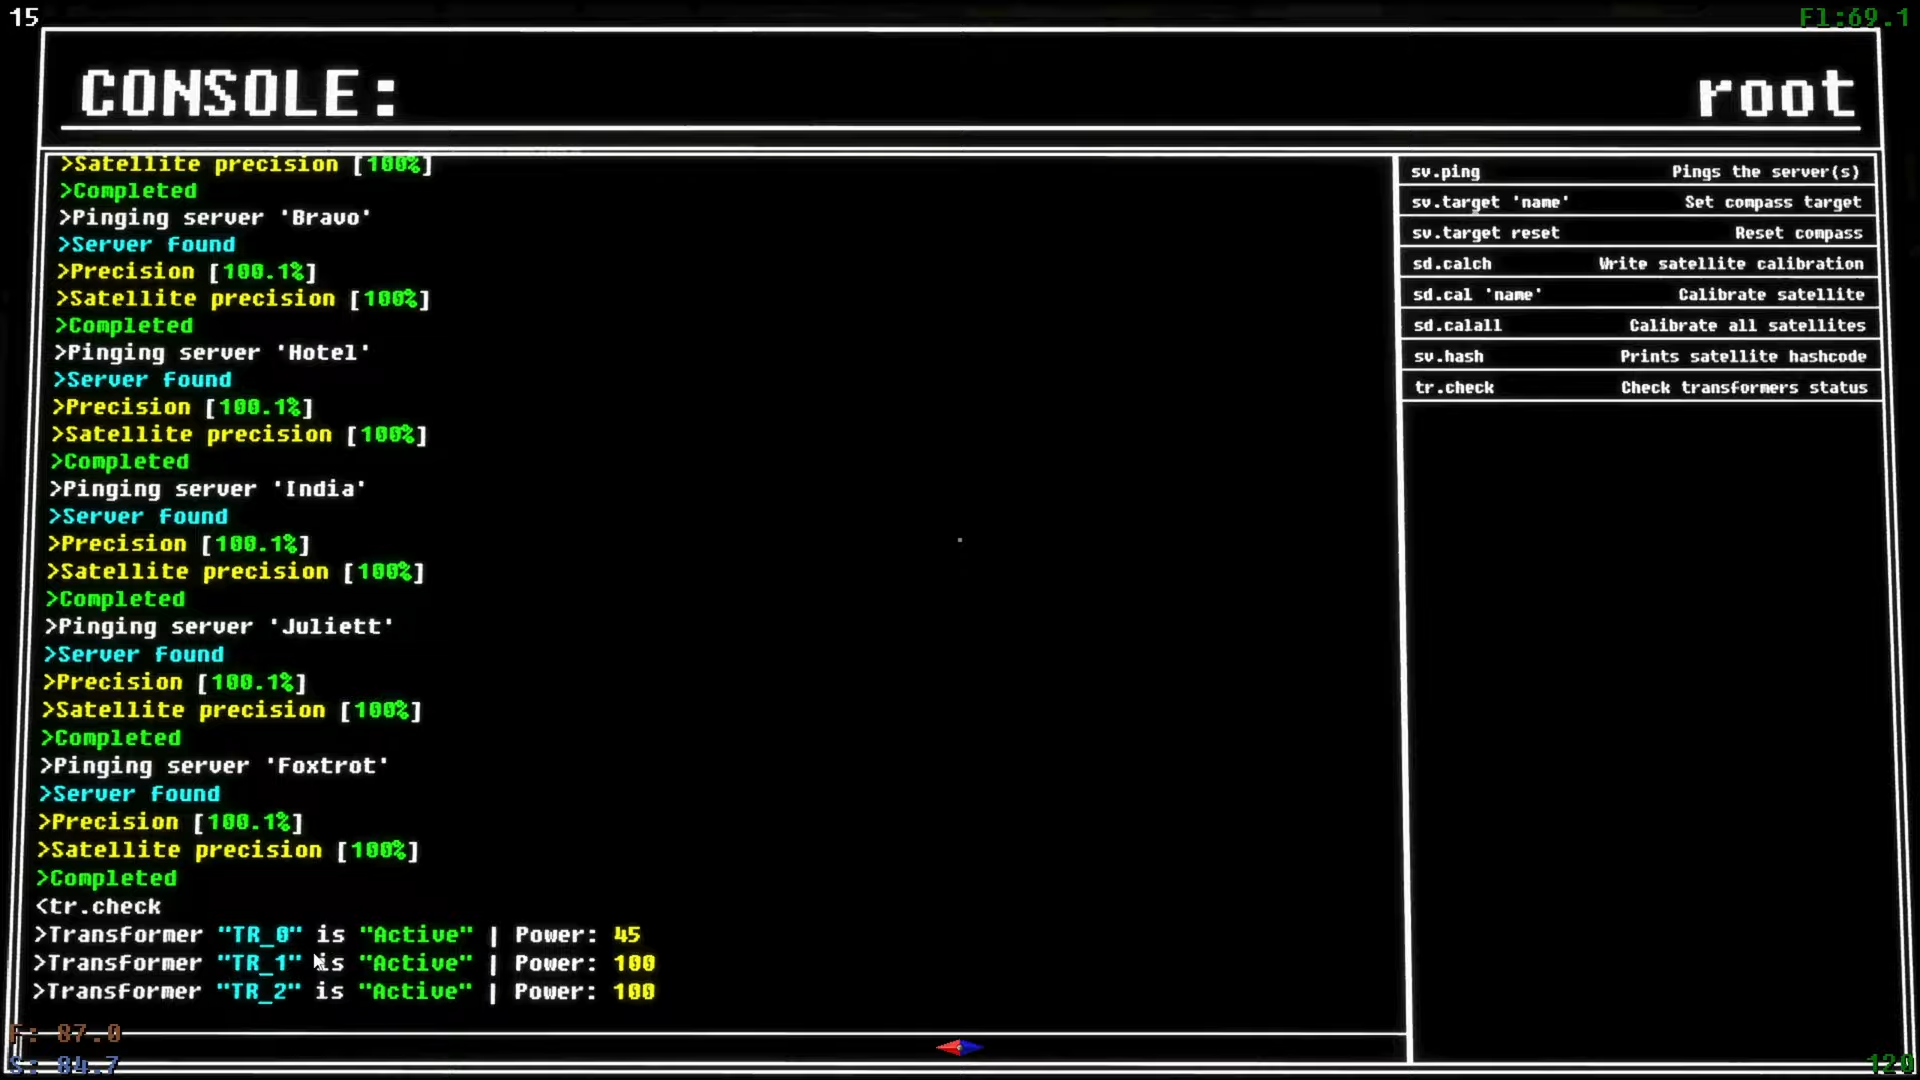 15
Fl:69.1
CONSOLE:
root
>Satellite precision [100%]
>Completed
>Pinging server 'Bravo'
>Server Found
>Precision [100.1%]
>Satellite precision [100%]
>Completed
>Pinging server 'Hotel'
>Server Found
>Precision [100.1%]
>Satellite precision [100%]
>Completed
>Pinging server 'India'
>Server Found
>Precision [100.1%]
>Satellite precision [100%]
>Completed
>Pinging server 'Juliett'
>Server Found
>Precision [100.1%]
>Satellite precision [100%]
>Completed
>Pinging server 'Foxtrot'
>Server Found
>Precision [100.1%]
>Satellite precision [100%]
>Completed
<tr.check
>Transformer "TR_0" is "Active" | Power: 45
>Transformer "TR_1" is "Active" | Power: 100
>Transformer "TR_2" is "Active" | Power: 100
sv.ping Pings the server(s)
sv.target 'name' Set compass target
sv.target reset Reset compass
sd.calch Write satellite calibration
sd.cal 'name' Calibrate satellite
sd.calall Calibrate all satellites
sv.hash Prints satellite hashcode
tr.check Check transformers status
F: 87.0
S: 84.7
120